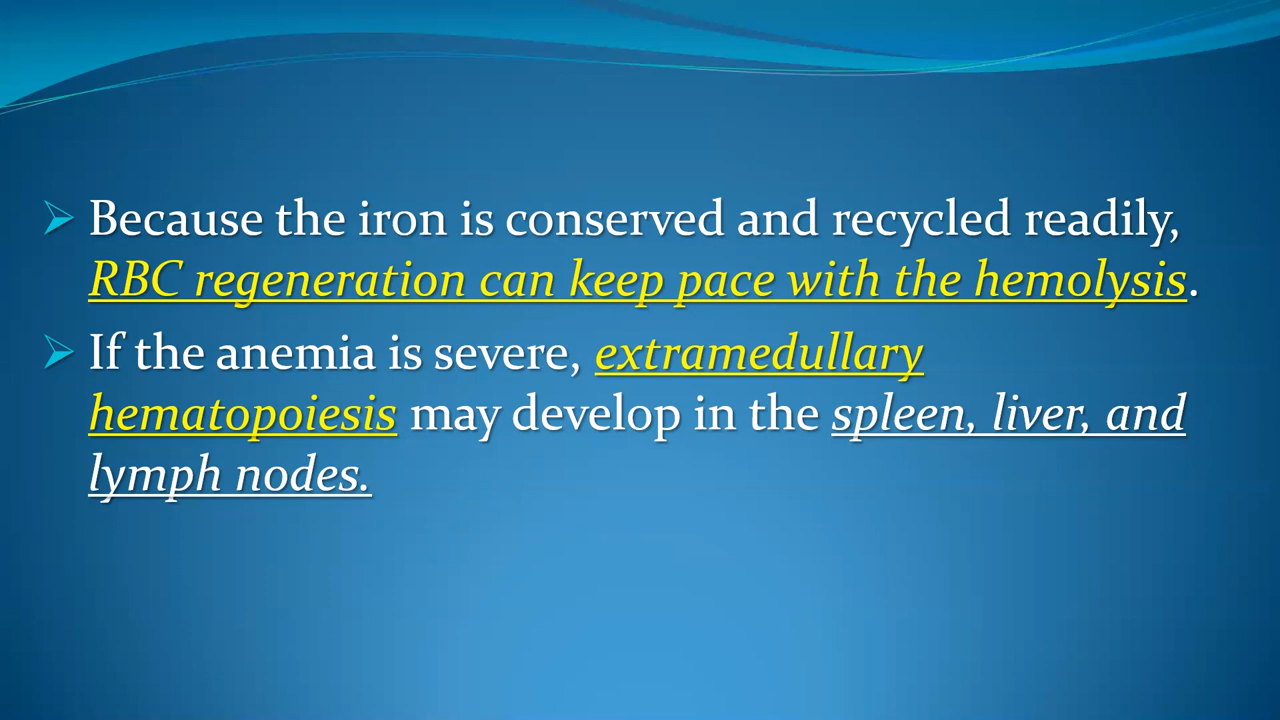 Because the iron is conserved and recycled readily,
RBC regeneration can keep pace with the hemolysis.
If the anemia is severe, extramedullary
hematopoiesis may develop in the spleen, liver, and
lymph nodes.